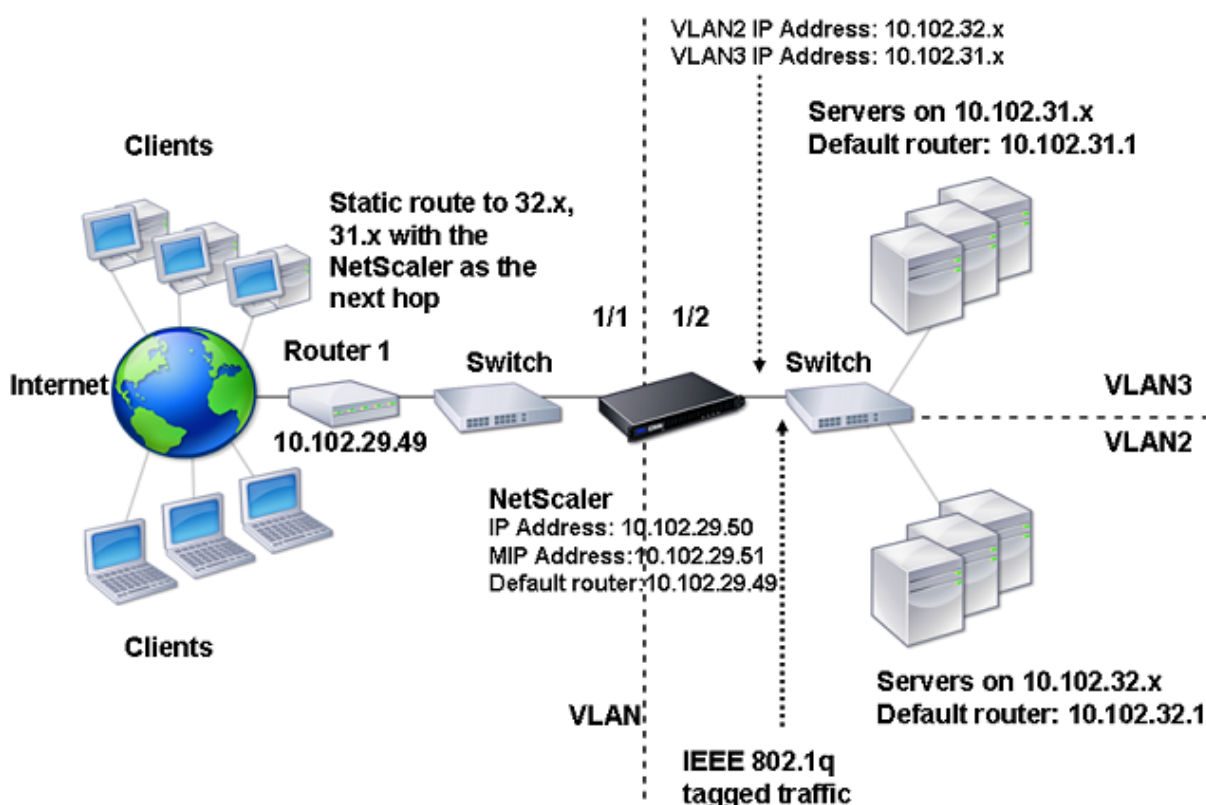 VLAN2 IP Address: 10.102.32.x
VLAN3 IP Address: 10.102.31.x
Servers on 10.102.31.x
Default router: 10.102.31.1
Clients
Static route to 32.x,
31.x with the
NetScaler as the
next hop
1/1
1/2
Internet
Router 1
Switch
Switch
VLAN3
10.102.29.49
VLAN2
NetScaler
IP Address: 10.102.29.50
MIP Address:10.102.29.51
Default router:10.102.29.49
Clients
Servers on 10.102.32.x
Default router: 10.102.32.1
VLAN
IEEE 802.1q
tagged traffic